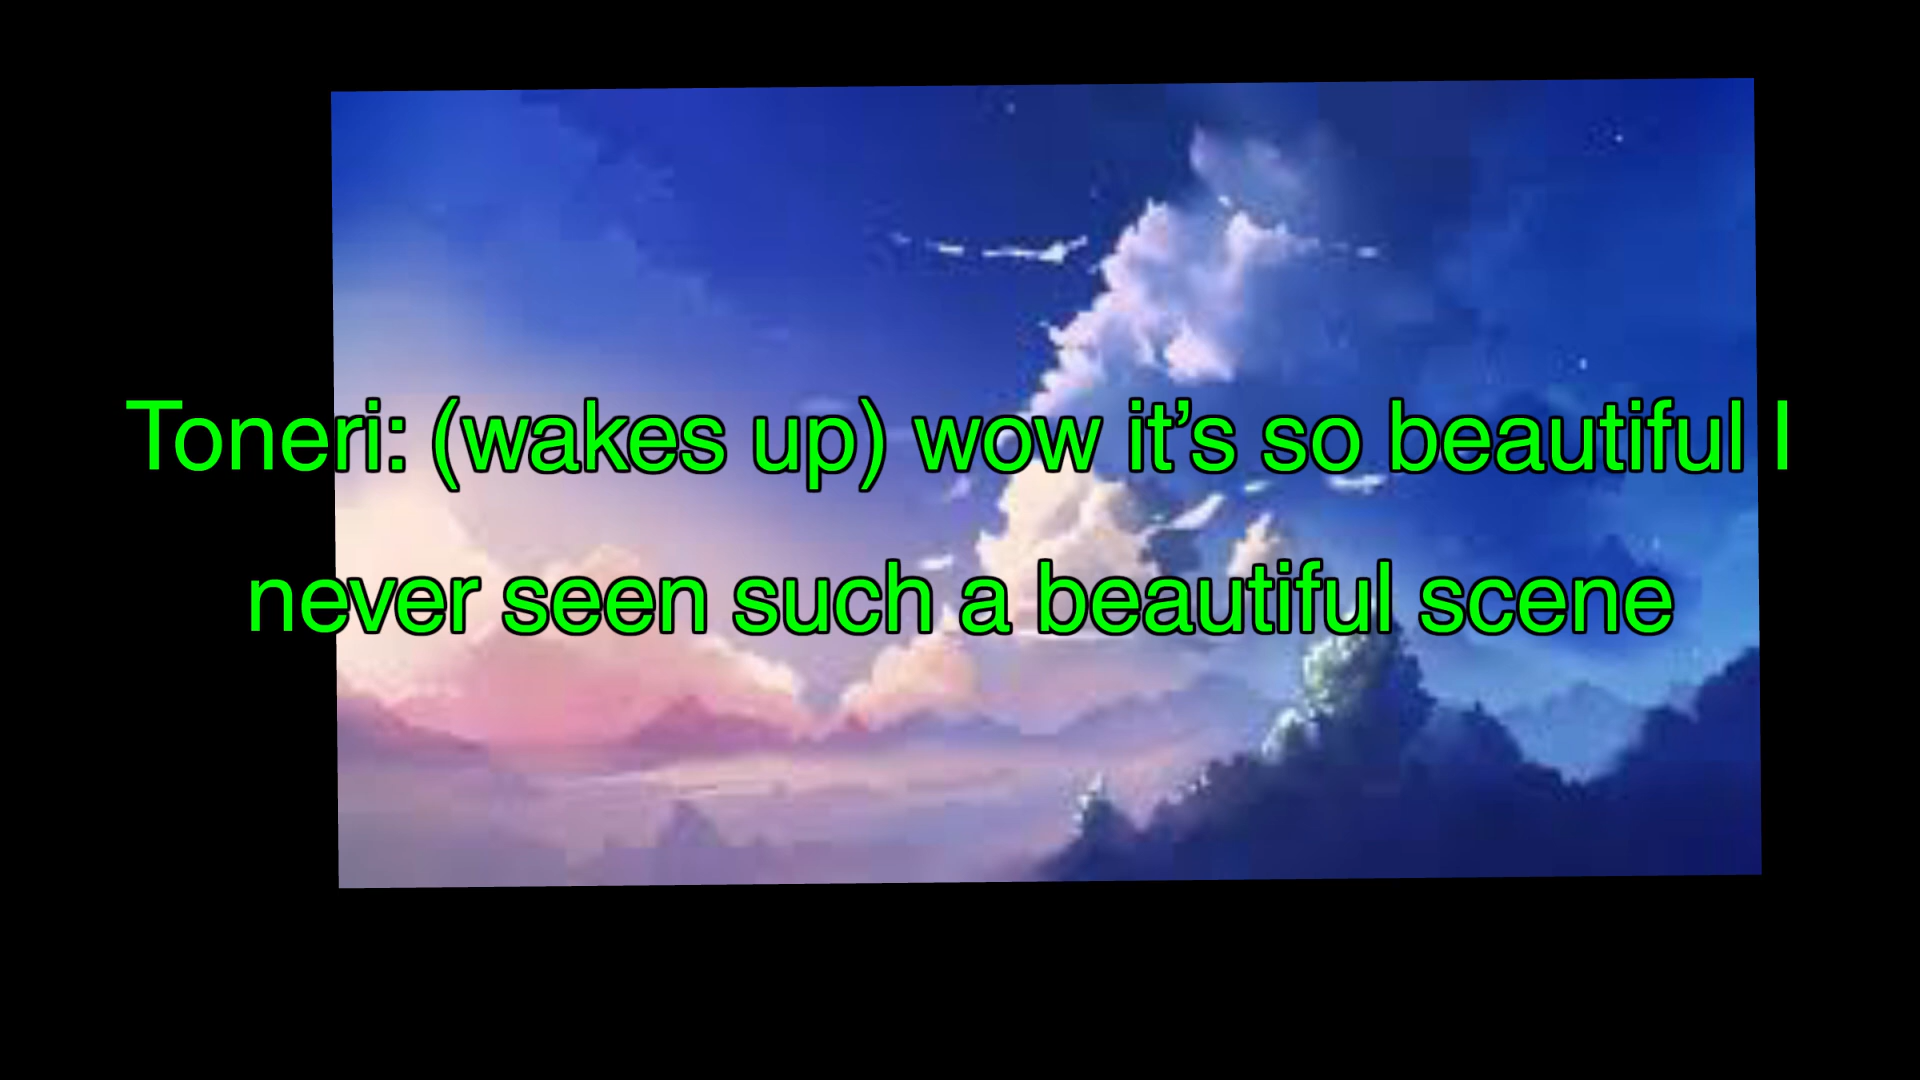 Toneri: (wakes up) wow it’s so beautiful I
never seen such a beautiful scene